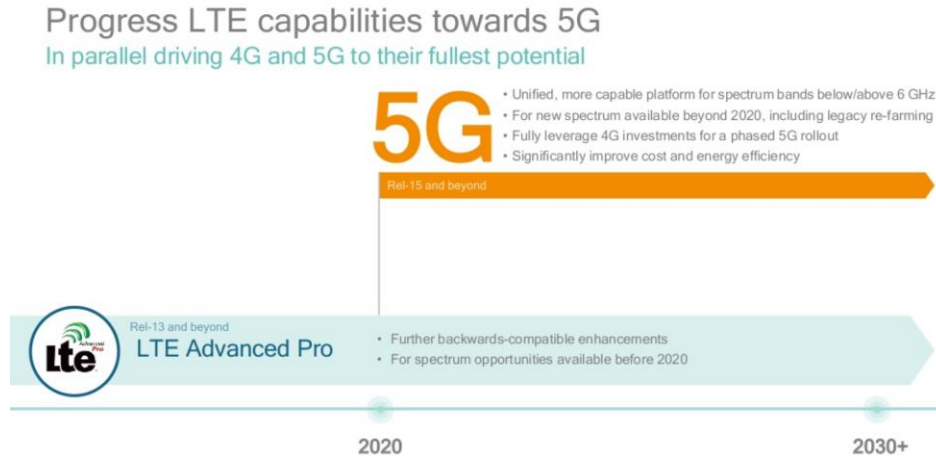 Progress LTE capabilities towards 5G
In parallel driving 4G and 5G to their fullest potential
5G
• Unified, more capable platform for spectrum bands below/above 6 GHz
• For new spectrum available beyond 2020, including legacy re-farming
• Fully leverage 4G investments for a phased 5G rollout
• Significantly improve cost and energy efficiency
Rel-15 and beyond
Lte
Advanced
Pro
Rel-13 and beyond
LTE Advanced Pro
• Further backwards-compatible enhancements
• For spectrum opportunities available before 2020
2020
2030+